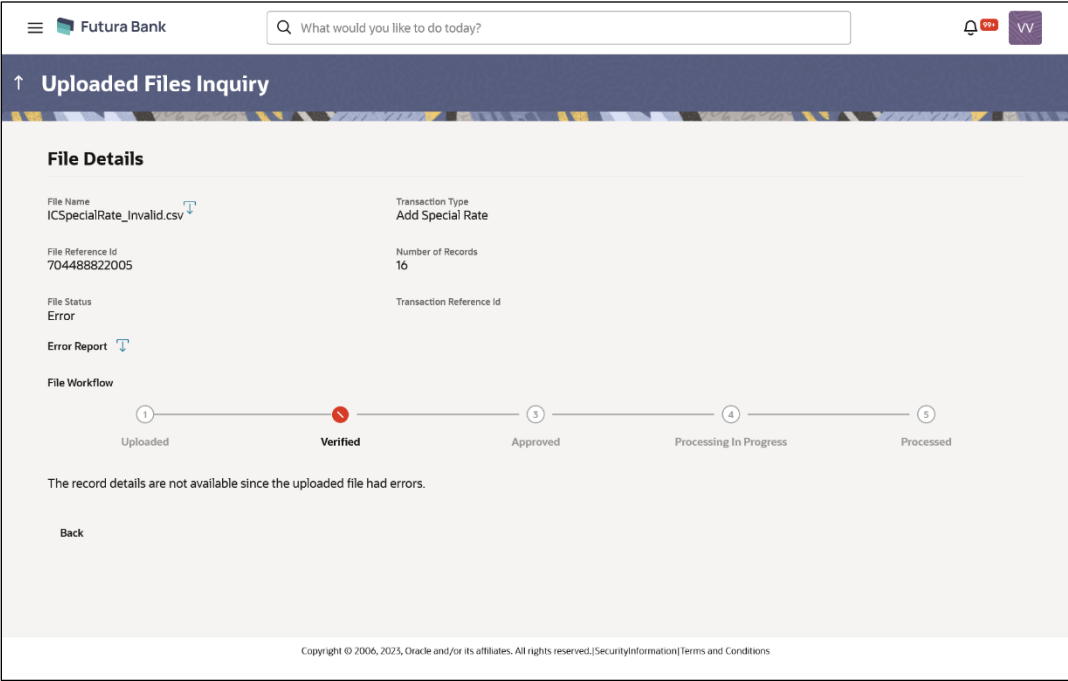 Futura Bank
What would you like to do today?
99+
VV
Uploaded Files Inquiry
File Details
File Name
ICSpecialRate_Invalid.csv
Transaction Type
Add Special Rate
File Reference Id
704488822005
Number of Records
16
File Status
Error
Transaction Reference Id
Error Report
File Workflow
1
3
4
5
Uploaded
Verified
Approved
Processing In Progress
Processed
The record details are not available since the uploaded file had errors.
Back
Copyright © 2006, 2023, Oracle and/or its affiliates. All rights reserved.|SecurityInformation|Terms and Conditions